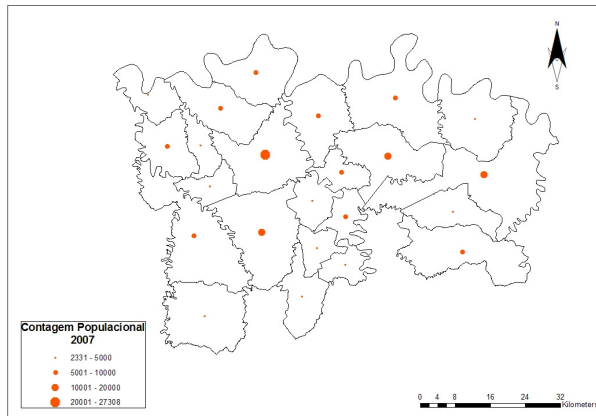 N
S
Contagem Populacional
2007
2331 - 5000
5001 - 10000
10001 - 20000
20001 - 27308
0 4 8 16 24 32
Kilometers